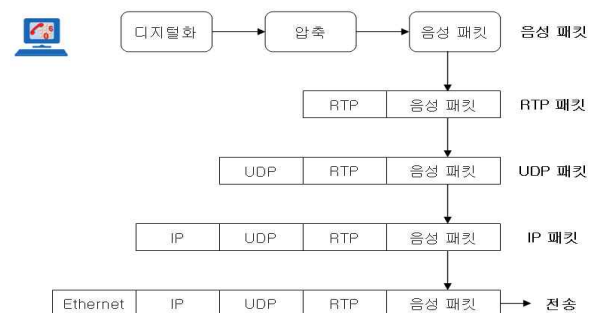 디지털화 압축 음성 패킷 음성 패킷
RTP 음성 패킷 RTP 패킷
UDP RTP 음성 패킷 UDP 패킷
IP UDP RTP 음성 패킷 IP 패킷
Ethernet IP UDP RTP 음성 패킷 전송